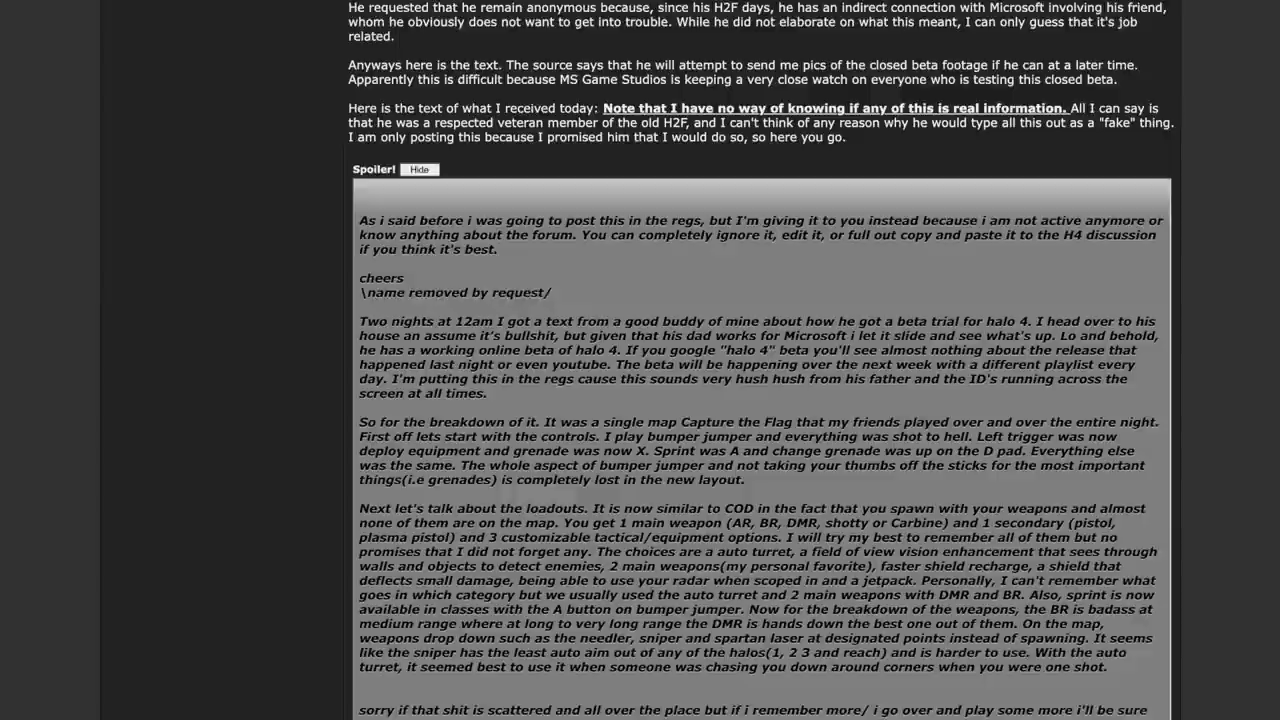 He requested that he remain anonymous because, since his H2F days, he has an indirect connection with Microsoft involving his friend,
whom he obviously does not want to get into trouble. While he did not elaborate on what this meant, I can only guess that it's job
related.
Anyways here is the text. The source says that he will attempt to send me pics of the closed beta footage if he can at a later time.
Apparently this is difficult because MS Game Studios is keeping a very close watch on everyone who is testing this closed beta.
Here is the text of what I received today: Note that I have no way of knowing if any of this is real information. All I can say is
that he was a respected veteran member of the old H2F, and I can't think of any reason why he would type all this out as a "fake" thing.
I am only posting this because I promised him that I would do so, so here you go.
Spoiler! Hide
As i said before i was going to post this in the regs, but I'm giving it to you instead because i am not active anymore or
know anything about the forum. You can completely ignore it, edit it, or full out copy and paste it to the H4 discussion
if you think it's best.
cheers
\name removed by request/
Two nights at 12am I got a text from a good buddy of mine about how he got a beta trial for halo 4. I head over to his
house an assume it's bullshit, but given that his dad works for Microsoft i let it slide and see what's up. Lo and behold,
he has a working online beta of halo 4. If you google "halo 4" beta you'll see almost nothing about the release that
happened last night or even youtube. The beta will be happening over the next week with a different playlist every
day. I'm putting this in the regs cause this sounds very hush hush from his father and the ID's running across the
screen at all times.
So for the breakdown of it. It was a single map Capture the Flag that my friends played over and over the entire night.
First off lets start with the controls. I play bumper jumper and everything was shot to hell. Left trigger was now
deploy equipment and grenade was now X. Sprint was A and change grenade was up on the D pad. Everything else
was the same. The whole aspect of bumper jumper and not taking your thumbs off the sticks for the most important
things(i.e grenades) is completely lost in the new layout.
Next let's talk about the loadouts. It is now similar to COD in the fact that you spawn with your weapons and almost
none of them are on the map. You get 1 main weapon (AR, BR, DMR, shotty or Carbine) and 1 secondary (pistol,
plasma pistol) and 3 customizable tactical/equipment options. I will try my best to remember all of them but no
promises that I did not forget any. The choices are a auto turret, a field of view vision enhancement that sees through
walls and objects to detect enemies, 2 main weapons(my personal favorite), faster shield recharge, a shield that
deflects small damage, being able to use your radar when scoped in and a jetpack. Personally, I can't remember what
goes in which category but we usually used the auto turret and 2 main weapons with DMR and BR. Also, sprint is now
available in classes with the A button on bumper jumper. Now for the breakdown of the weapons, the BR is badass at
medium range where at long to very long range the DMR is hands down the best one out of them. On the map,
weapons drop down such as the needler, sniper and spartan laser at designated points instead of spawning. It seems
like the sniper has the least auto aim out of any of the halos(1, 2 3 and reach) and is harder to use. With the auto
turret, it seemed best to use it when someone was chasing you down around corners when you were one shot.
sorry if that shit is scattered and all over the place but if i remember more/ i go over and play some more i'll be sure